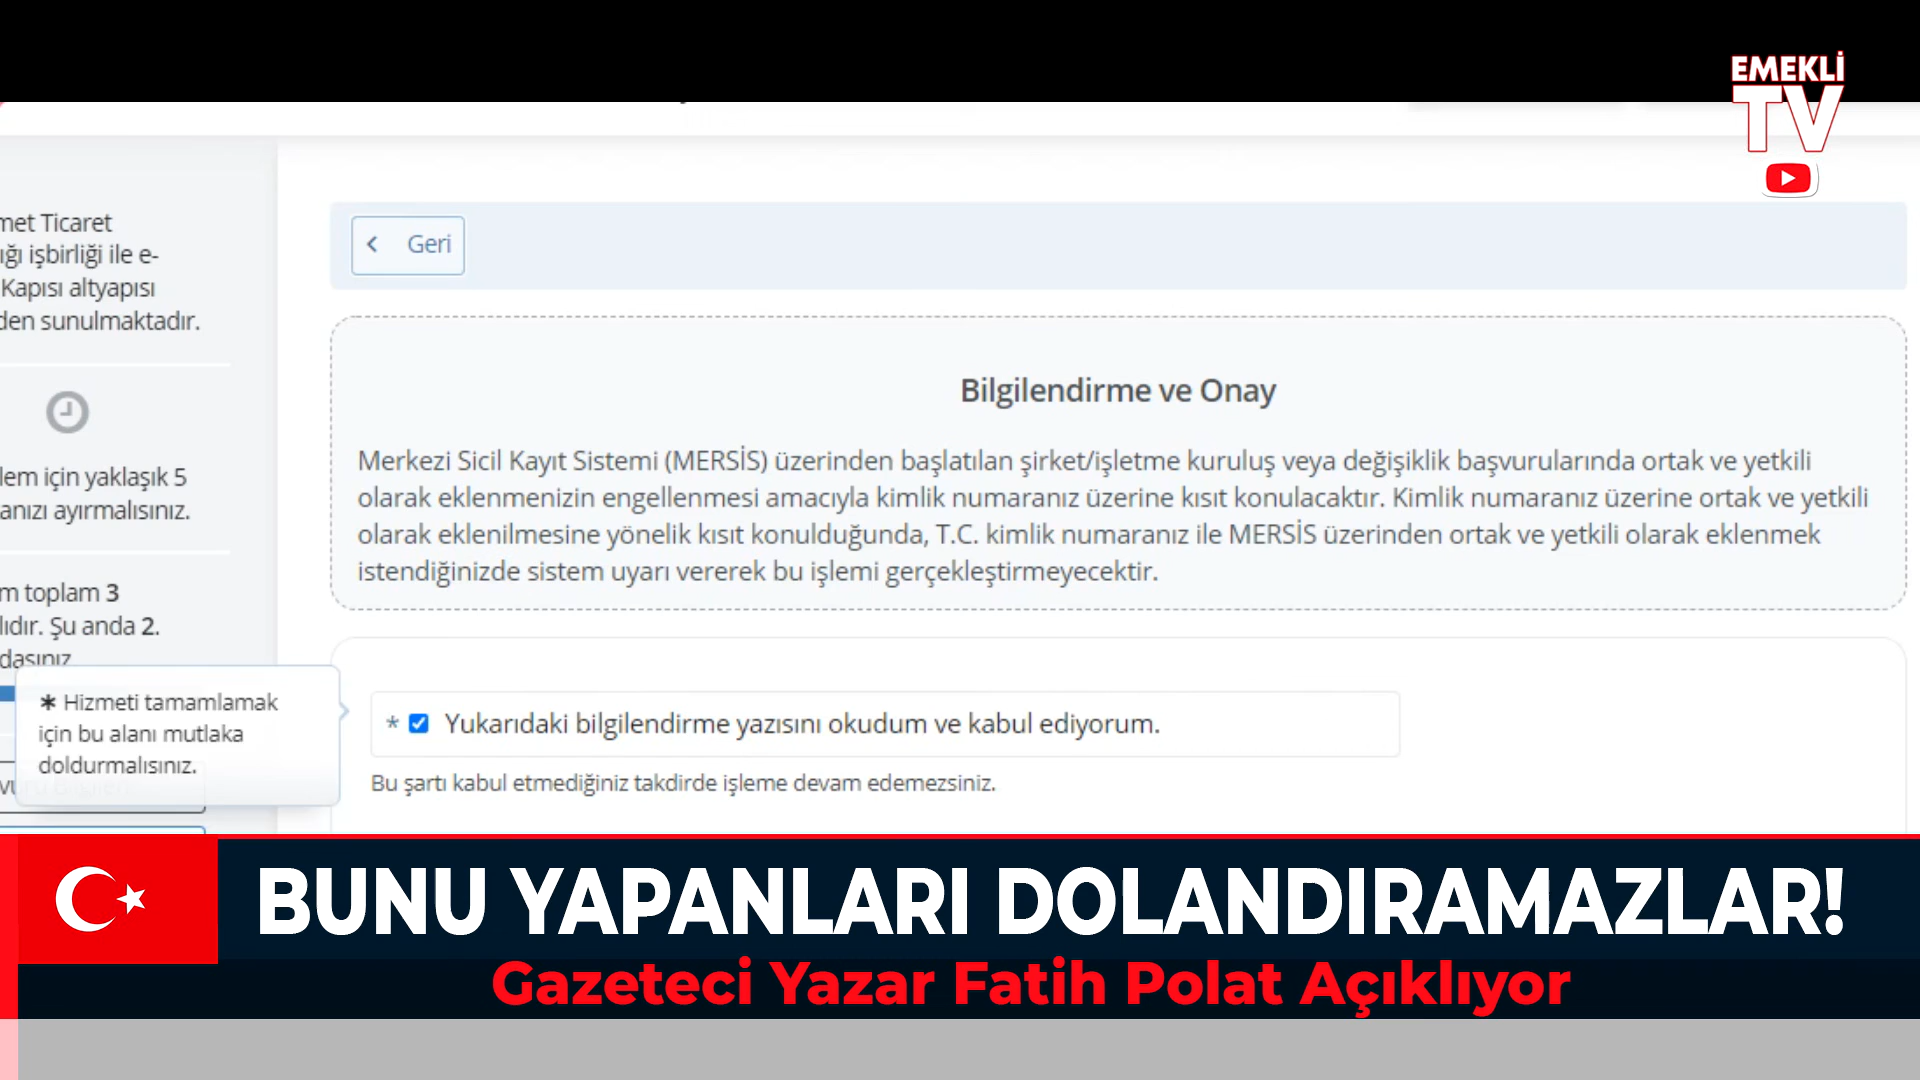 EMEKLİ
TV
met Ticaret
ığı işbirliği ile e-
Kapısı altyapısı
den sunulmaktadır.
lem için yaklaşık 5
anızı ayırmalısınız.
m toplam 3
lıdır. Şu anda 2.
dasınız
* Hizmeti tamamlamak
için bu alanı mutlaka
doldurmalısınız.
Geri
Bilgilendirme ve Onay
Merkezi Sicil Kayıt Sistemi (MERSİS) üzerinden başlatılan şirket/işletme kuruluş veya değişiklik başvurularında ortak ve yetkili
olarak eklenmenizin engellenmesi amacıyla kimlik numaranız üzerine kısıt konulacaktır. Kimlik numaranız üzerine ortak ve yetkili
olarak eklenilmesine yönelik kısıt konulduğunda, T.C. kimlik numaranız ile MERSİS üzerinden ortak ve yetkili olarak eklenmek
istendiğinizde sistem uyarı vererek bu işlemi gerçekleştirmeyecektir.
* Yukarıdaki bilgilendirme yazısını okudum ve kabul ediyorum.
Bu şartı kabul etmediğiniz takdirde işleme devam edemezsiniz.
BUNU YAPANLARI DOLANDIRAMAZLAR!
Gazeteci Yazar Fatih Polat Açıklıyor